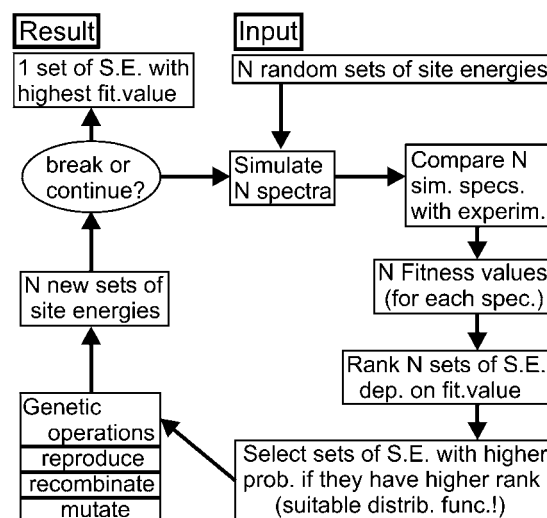 Result
1 set of S.E. with
highest fit.value
break or
continue?
N new sets of
site energies
Genetic
operations
reproduce
recombinate
mutate
Input
N random sets of site energies
Simulate
N spectra
Compare N
sim. specs.
with experim.
N Fitness values
(for each spec.)
Rank N sets of S.E.
dep. on fit.value
Select sets of S.E. with higher
prob. if they have higher rank
(suitable distrib. func.!)